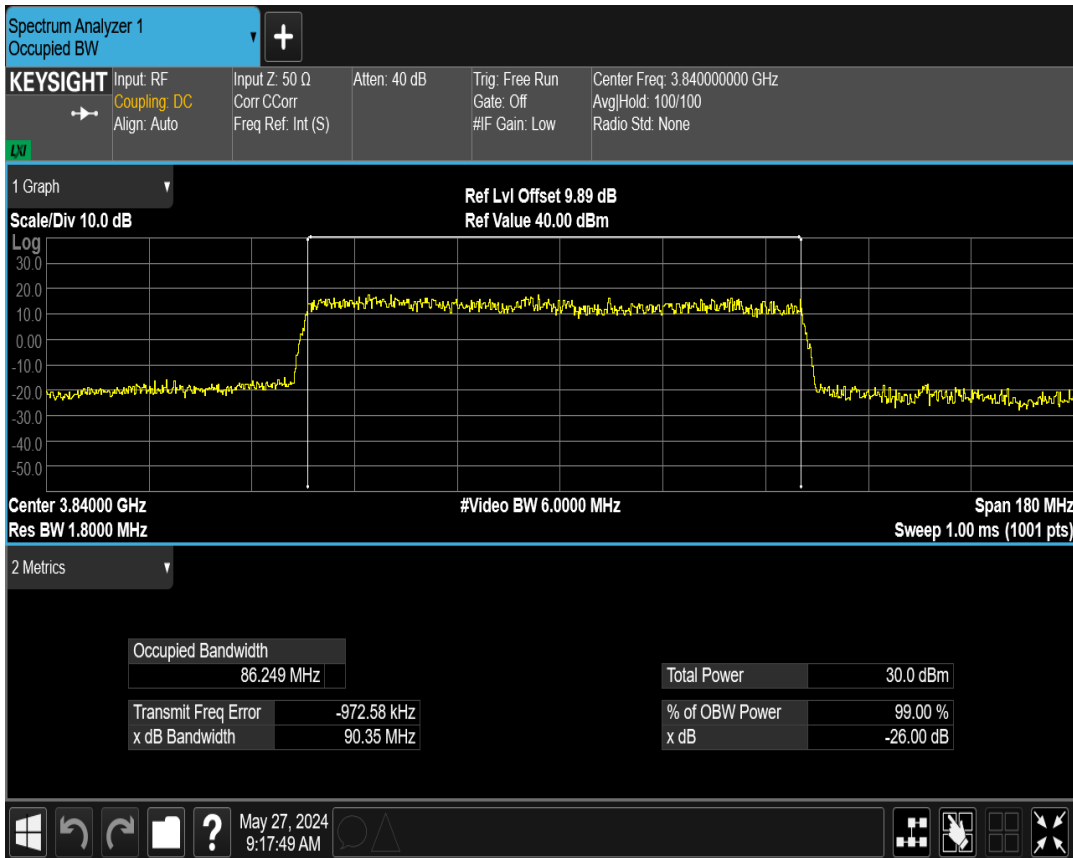 Spectrum Analyzer 1
Occupied BW
KEYSIGHT
Input: RF
Coupling: DC
Align: Auto
Input Z: 50 Ω
Corr CCorr
Freq Ref: Int (S)
Atten: 40 dB
Trig: Free Run
Gate: Off
#IF Gain: Low
Center Freq: 3.840000000 GHz
Avg|Hold: 100/100
Radio Std: None
LXI
1 Graph
Scale/Div 10.0 dB
Ref Lvl Offset 9.89 dB
Ref Value 40.00 dBm
Log
30.0
20.0
10.0
0.00
-10.0
-20.0
-30.0
-40.0
-50.0
Center 3.84000 GHz
#Video BW 6.0000 MHz
Span 180 MHz
Res BW 1.8000 MHz
Sweep 1.00 ms (1001 pts)
2 Metrics
Occupied Bandwidth
86.249 MHz
Total Power 30.0 dBm
Transmit Freq Error -972.58 kHz
% of OBW Power 99.00 %
x dB Bandwidth 90.35 MHz
x dB -26.00 dB
?
May 27, 2024
9:17:49 AM